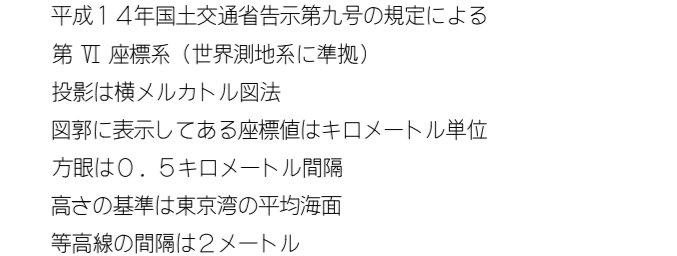 平成１４年国土交通省告示第九号の規定による
第 Ⅵ 座標系（世界測地系に準拠）
投影は横メルカトル図法
図郭に表示してある座標値はキロメートル単位
方眼は０．５キロメートル間隔
高さの基準は東京湾の平均海面
等高線の間隔は２メートル